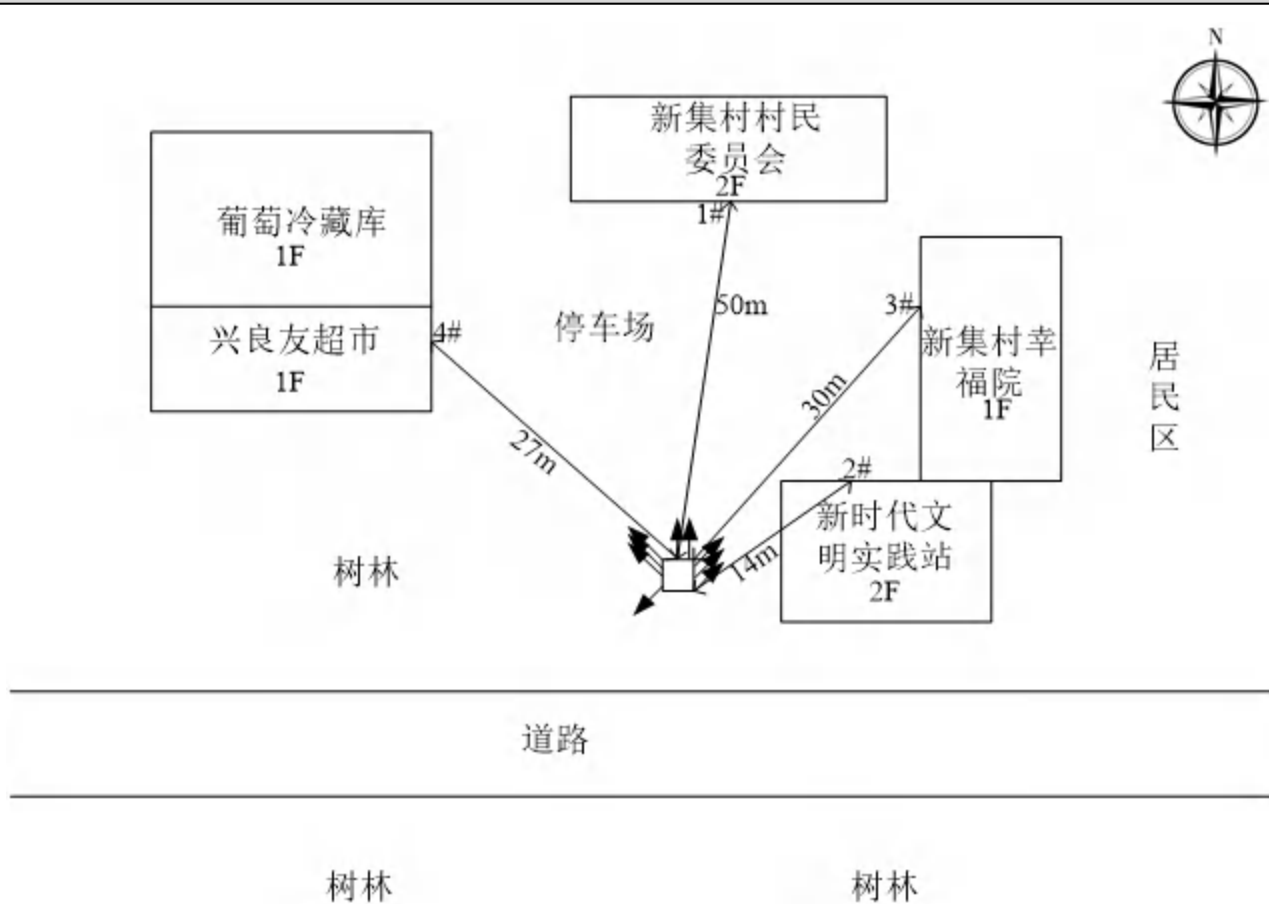 N
新集村村民
委员会
2F
1#
葡萄冷藏库
1F
兴良友超市
1F
4#
停车场
50m
3#
新集村幸
福院
1F
居
民
区
27m
30m
2#
14m
新时代文
明实践站
2F
树林
道路
树林
树林